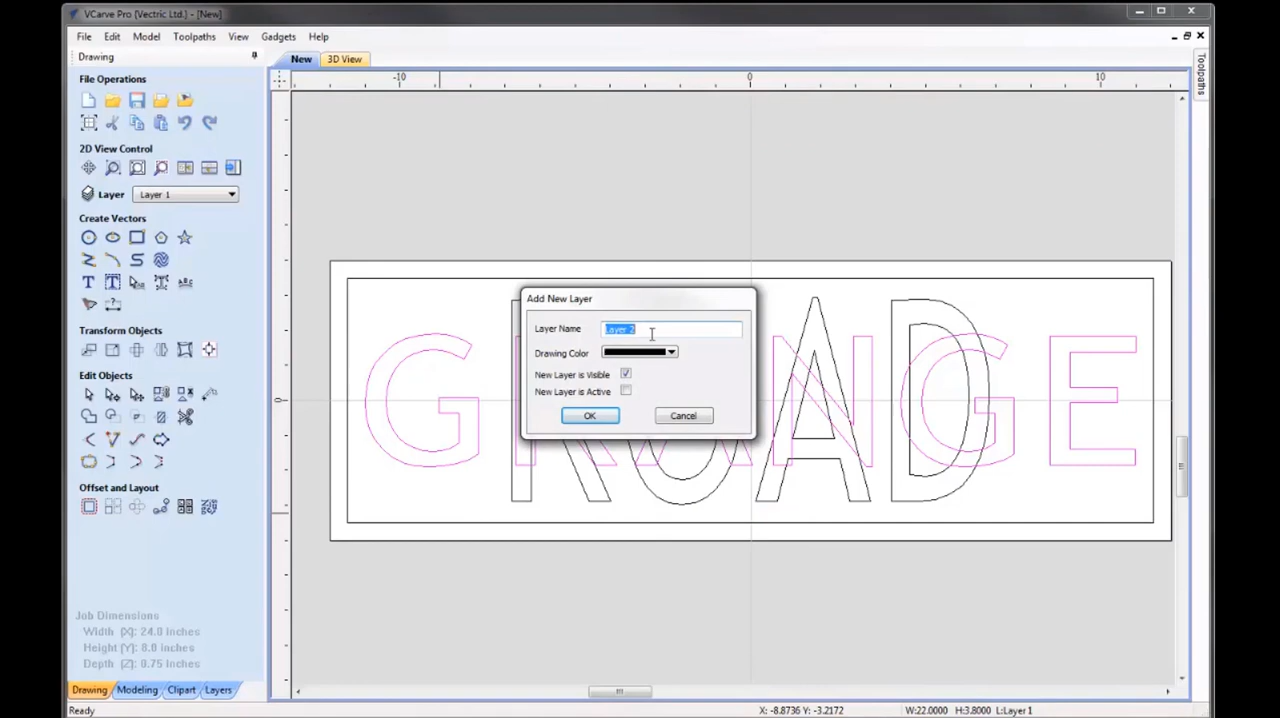 VCarve Pro {Vectric Ltd.} - [New]
File Edit Model Toolpaths View Gadgets Help
Drawing
New 3D View
Toolpaths
File Operations
-10 0 10
2D View Control
Layer Layer 1
Create Vectors
Transform Objects
Edit Objects
Offset and Layout
GRANGE
ROAD
Add New Layer
Layer Name Layer 2
Drawing Color
New Layer is Visible
New Layer is Active
OK Cancel
0
Job Dimensions
Width (X): 24.0 inches
Height (Y): 8.0 inches
Depth (Z): 0.75 inches
Drawing Modeling Clipart Layers
Ready
X: -8.8736 Y: -3.2172
W:22.0000 H:3.8000 L:Layer 1